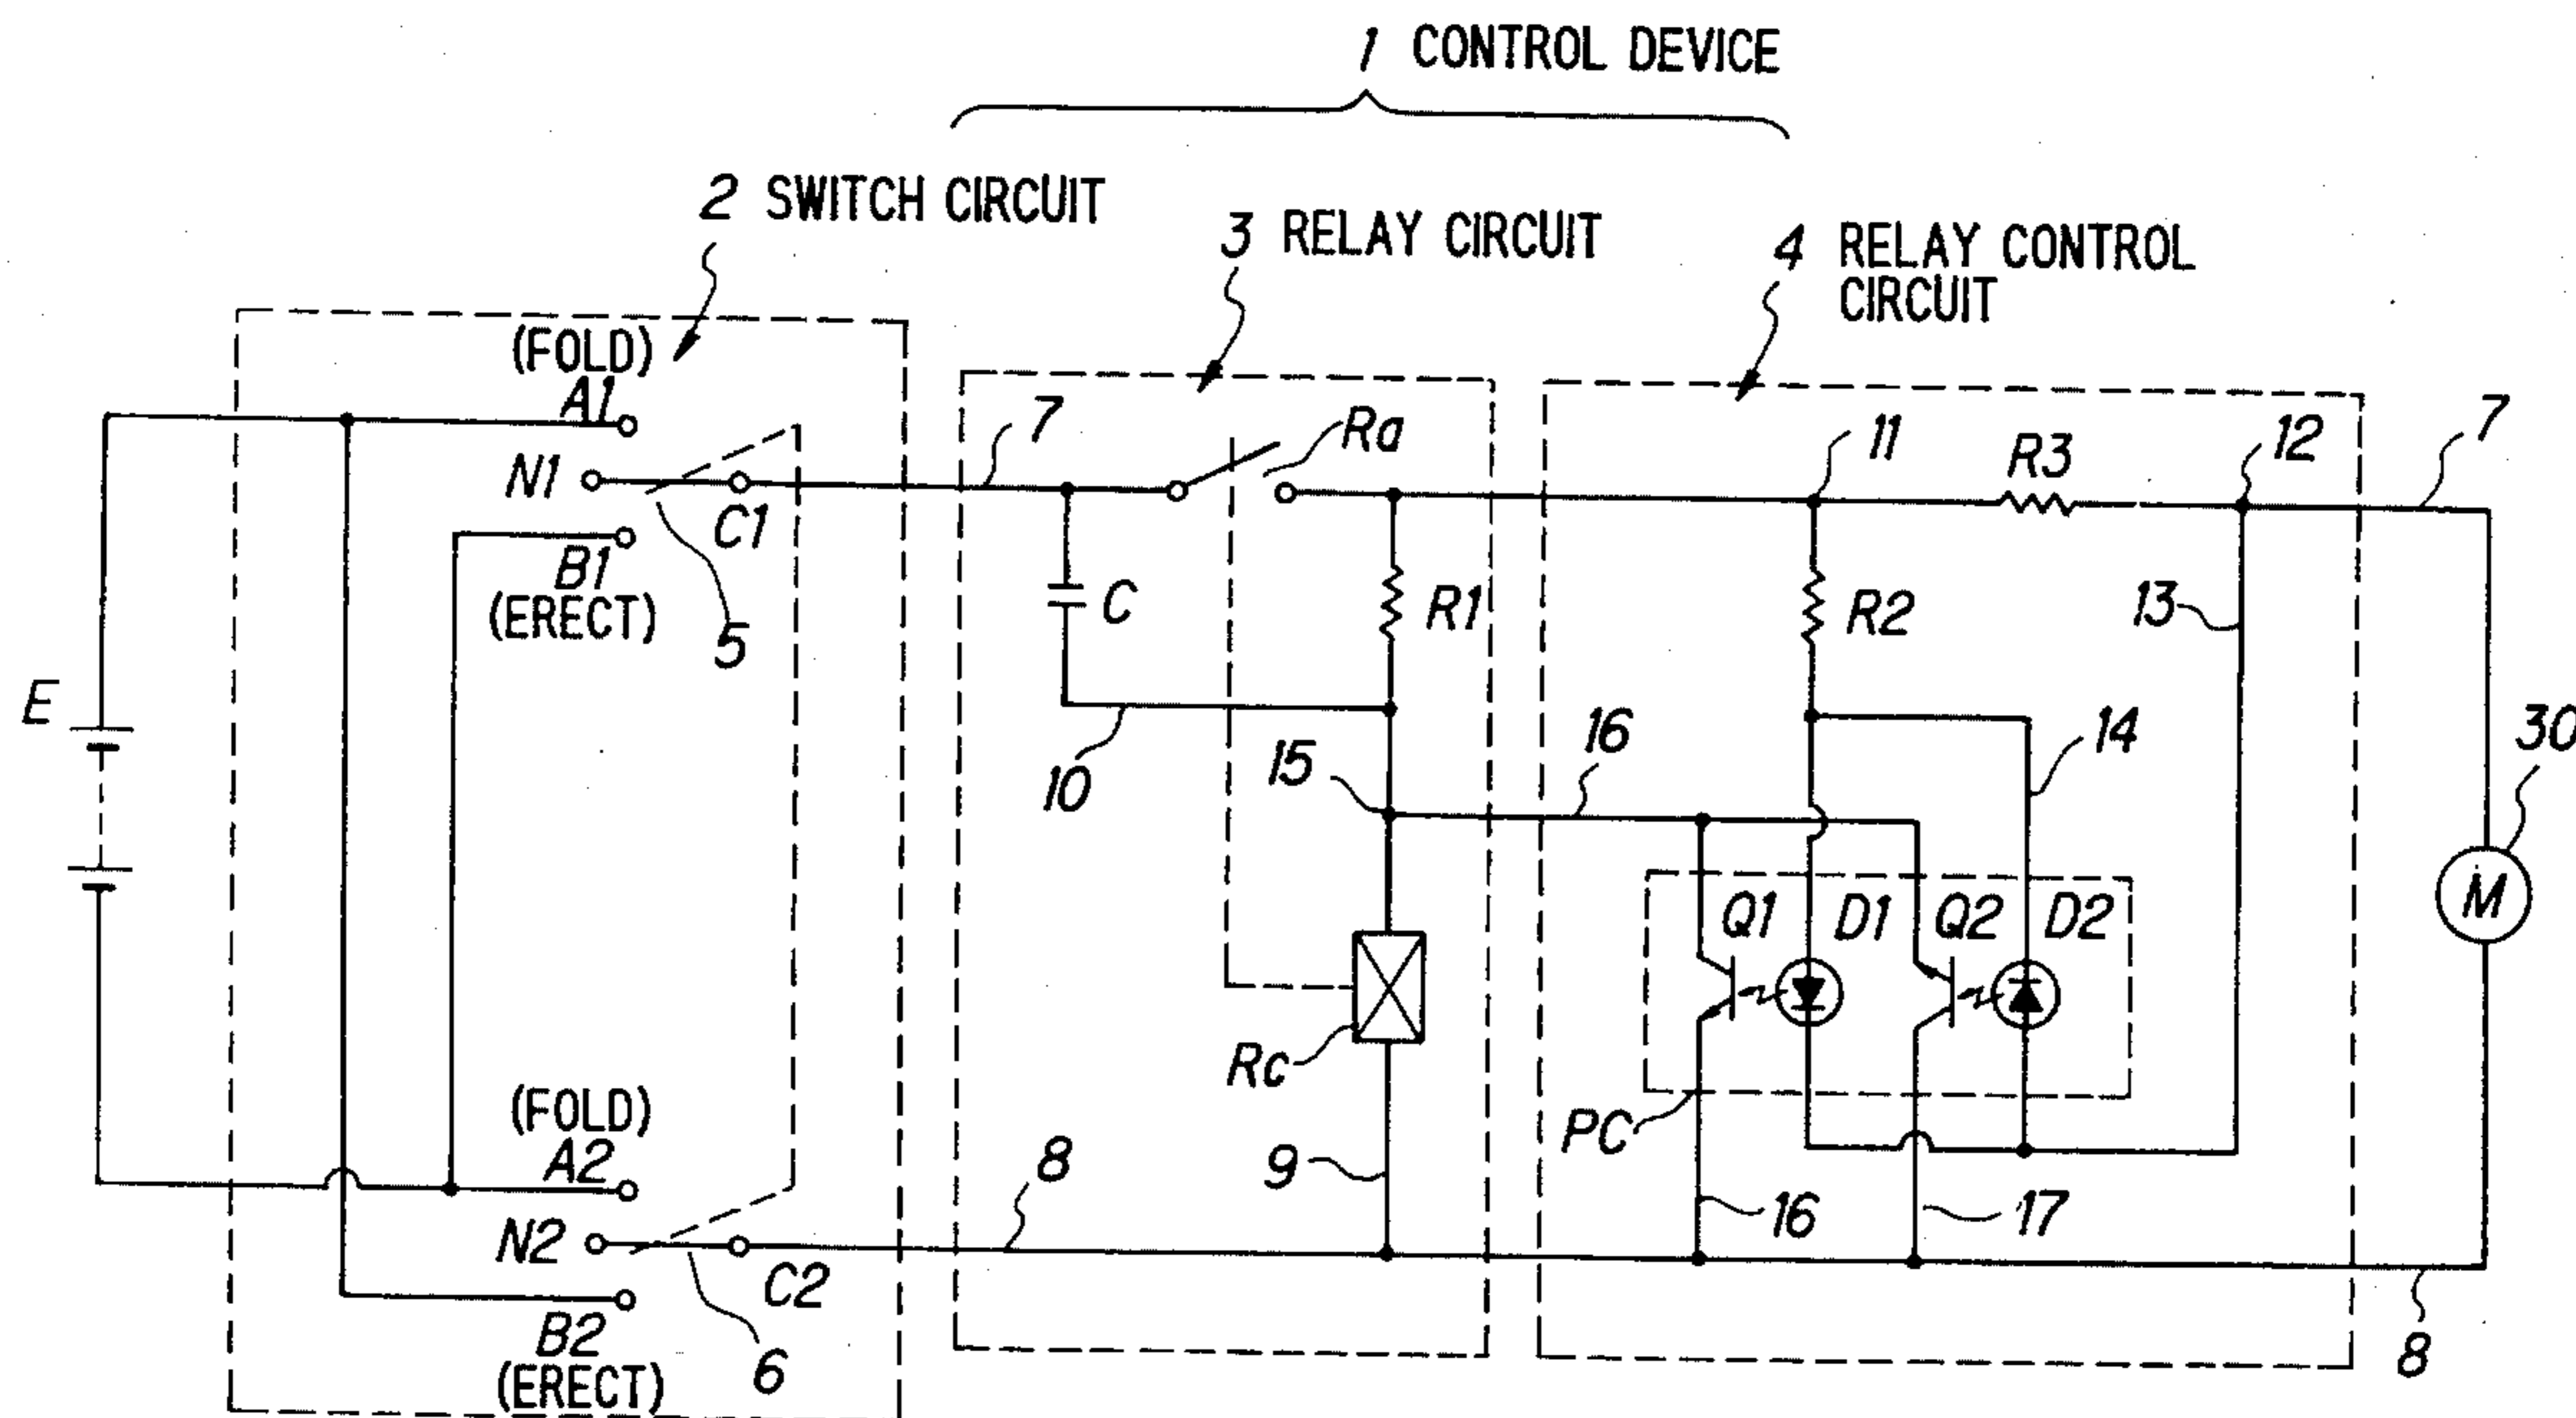 1 CONTROL DEVICE
2 SWITCH CIRCUIT
3 RELAY CIRCUIT
4 RELAY CONTROL
CIRCUIT
(FOLD)
A1
N1
C1
B1
(ERECT)
5
E
(FOLD)
A2
N2
C2
B2
(ERECT)
6
7
Ra
C
R1
10
15
Rc
9
8
11
R3
12
7
R2
13
16
14
30
Q1
D1
Q2
D2
M
PC
16
17
8